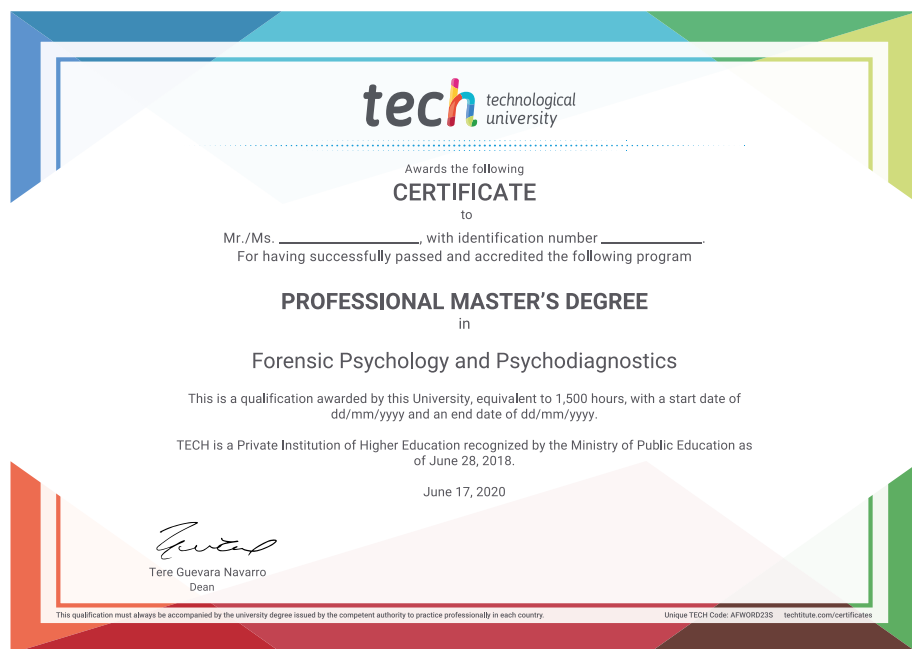 tech technological
university
Awards the following
CERTIFICATE
to
Mr./Ms. ____________________, with identification number ______________.
For having successfully passed and accredited the following program
PROFESSIONAL MASTER'S DEGREE
in
Forensic Psychology and Psychodiagnostics
This is a qualification awarded by this University, equivalent to 1,500 hours, with a start date of
dd/mm/yyyy and an end date of dd/mm/yyyy.
TECH is a Private Institution of Higher Education recognized by the Ministry of Public Education as
of June 28, 2018.
June 17, 2020
Tere Guevara Navarro
Dean
This qualification must always be accompanied by the university degree issued by the competent authority to practice professionally in each country.
Unique TECH Code: AFWORD23S techtitute.com/certificates